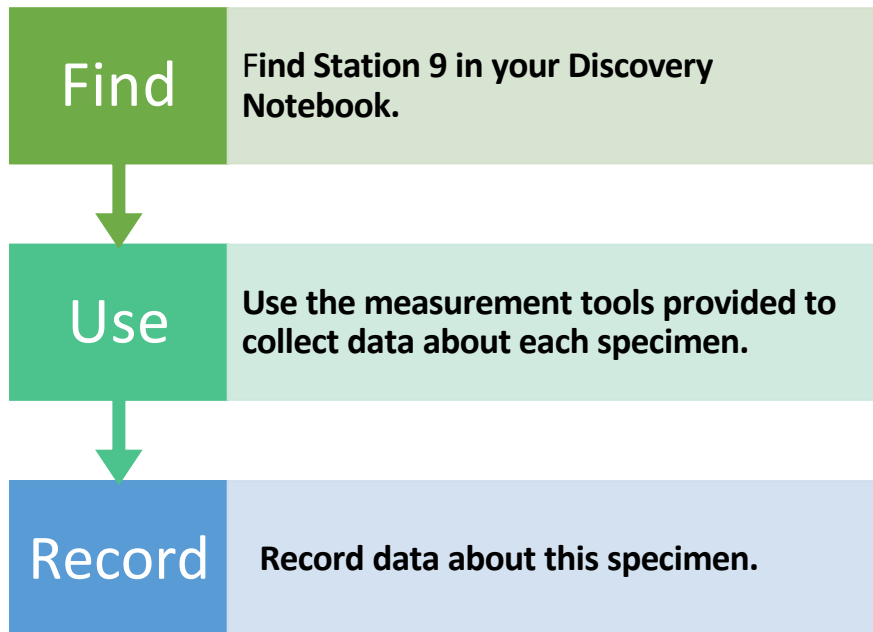 Find
Find Station 9 in your Discovery
Notebook.
Use
Use the measurement tools provided to
collect data about each specimen.
Record
Record data about this specimen.